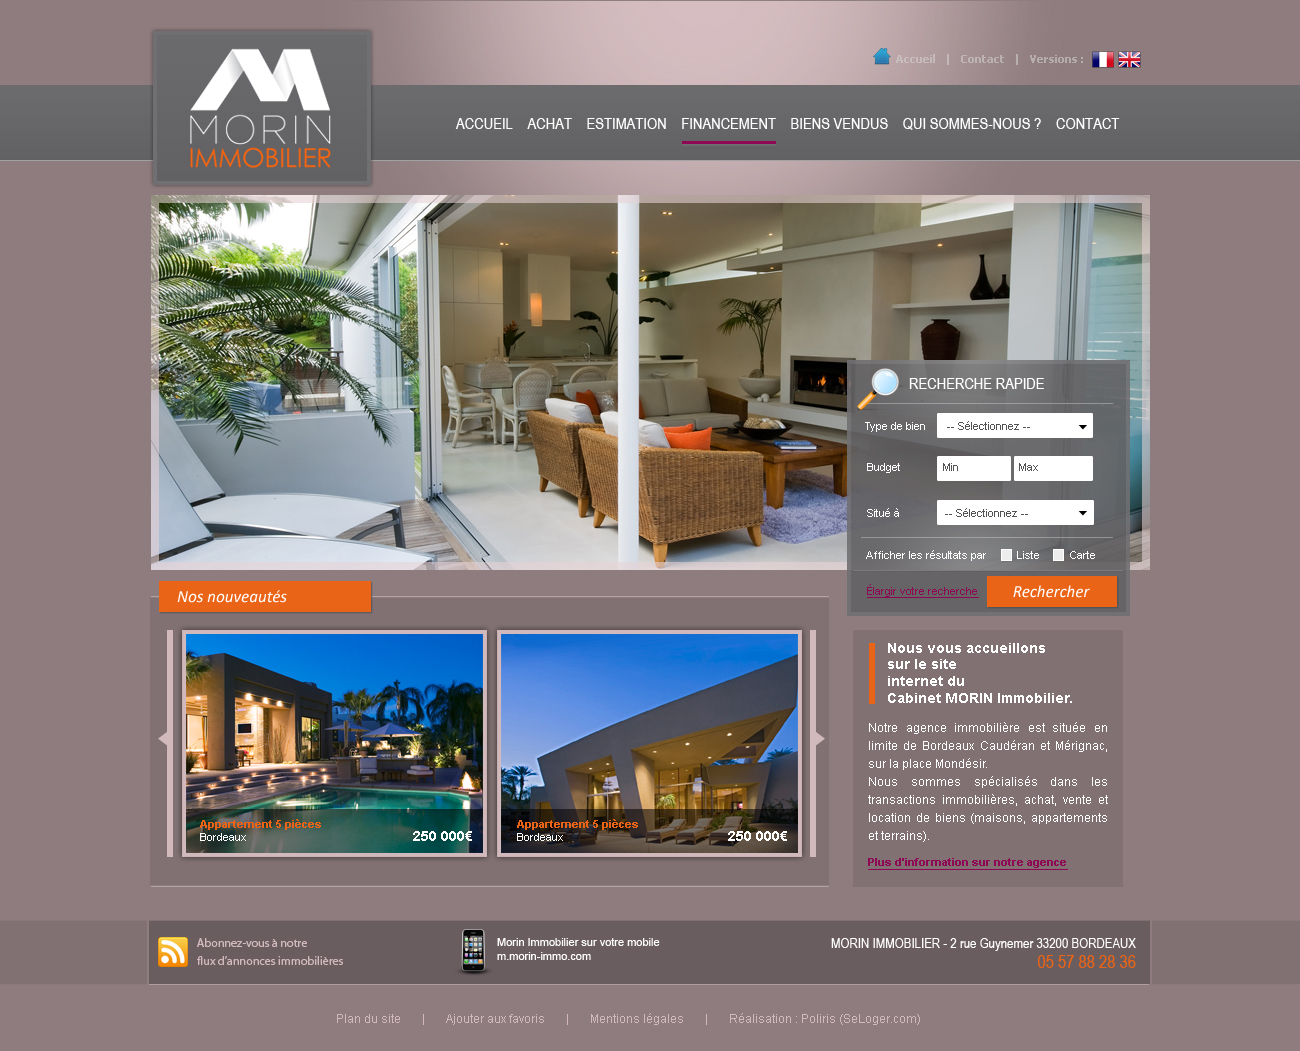 MORIN
IMMOBILIER
Accueil | Contact | Versions :
ACCUEIL ACHAT ESTIMATION FINANCEMENT BIENS VENDUS QUI SOMMES-NOUS ? CONTACT
RECHERCHE RAPIDE
Type de bien -- Sélectionnez --
Budget Min Max
Situé à -- Sélectionnez --
Afficher les résultats par Liste Carte
Élargir votre recherche Rechercher
Nos nouveautés
Appartement 5 pièces
Bordeaux 250 000€
Appartement 5 pièces
Bordeaux 250 000€
Nous vous accueillons
sur le site
internet du
Cabinet MORIN Immobilier.
Notre agence immobilière est située en
limite de Bordeaux Caudéran et Mérignac,
sur la place Mondésir.
Nous sommes spécialisés dans les
transactions immobilières, achat, vente et
location de biens (maisons, appartements
et terrains).
Plus d'information sur notre agence
Abonnez-vous à notre
flux d'annonces immobilières
Morin Immobilier sur votre mobile
m.morin-immo.com
MORIN IMMOBILIER - 2 rue Guynemer 33200 BORDEAUX
05 57 88 28 36
Plan du site | Ajouter aux favoris | Mentions légales | Réalisation : Poliris (SeLoger.com)